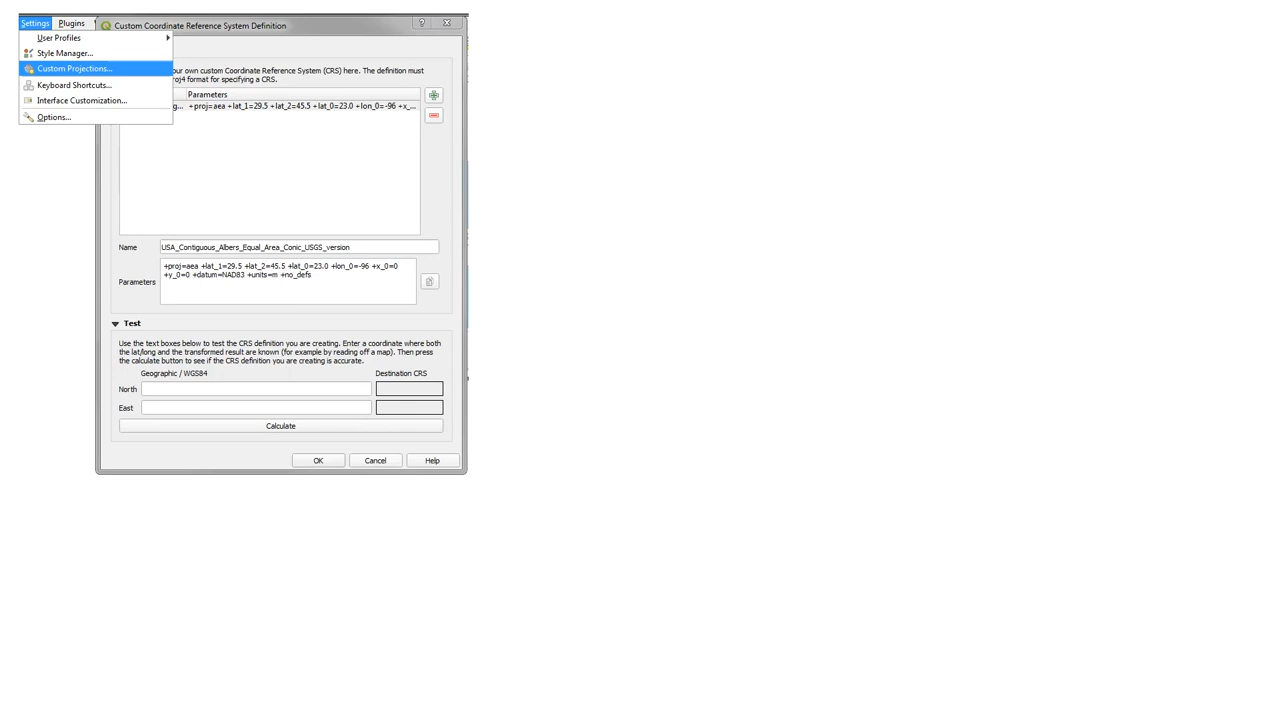 Settings Plugins
Custom Coordinate Reference System Definition
User Profiles
Style Manager...
Custom Projections...
Keyboard Shortcuts...
Interface Customization...
Options...
our own custom Coordinate Reference System (CRS) here. The definition must
roj4 format for specifying a CRS.
Parameters
g... +proj=aea +lat_1=29.5 +lat_2=45.5 +lat_0=23.0 +lon_0=-96 +x_...
Name USA_Contiguous_Albers_Equal_Area_Conic_USGS_version
Parameters
+proj=aea +lat_1=29.5 +lat_2=45.5 +lat_0=23.0 +lon_0=-96 +x_0=0
+y_0=0 +datum=NAD83 +units=m +no_defs
Test
Use the text boxes below to test the CRS definition you are creating. Enter a coordinate where both
the lat/long and the transformed result are known (for example by reading off a map). Then press
the calculate button to see if the CRS definition you are creating is accurate.
Geographic / WGS84 Destination CRS
North
East
Calculate
OK Cancel Help